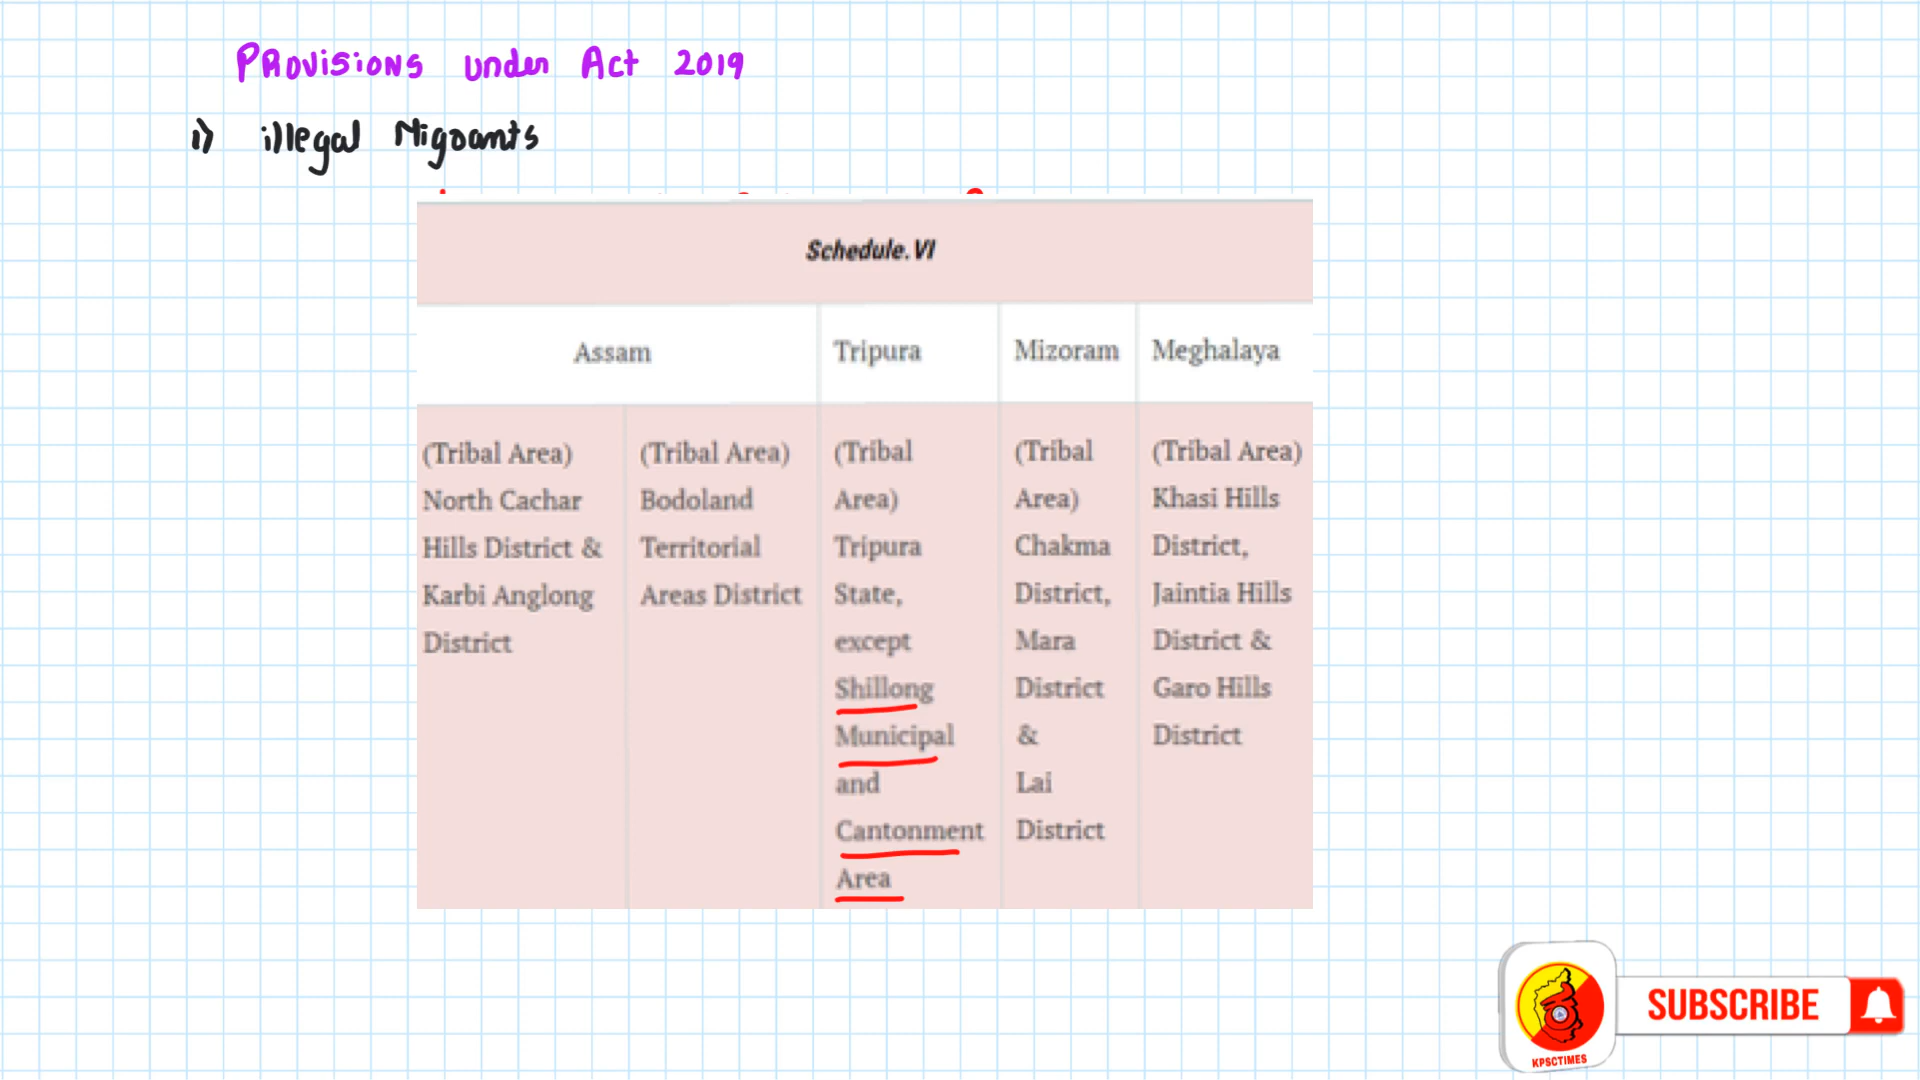 PROVISIONS under Act 2019
1) illegal Migrants
Schedule.VI
Assam
Tripura
Mizoram
Meghalaya
(Tribal Area)
North Cachar
Hills District &
Karbi Anglong
District
(Tribal Area)
Bodoland
Territorial
Areas District
(Tribal
Area)
Tripura
State,
except
Shillong
Municipal
and
Cantonment
Area
(Tribal
Area)
Chakma
District,
Mara
District
&
Lai
District
(Tribal Area)
Khasi Hills
District,
Jaintia Hills
District &
Garo Hills
District
KPSCTIMES
SUBSCRIBE